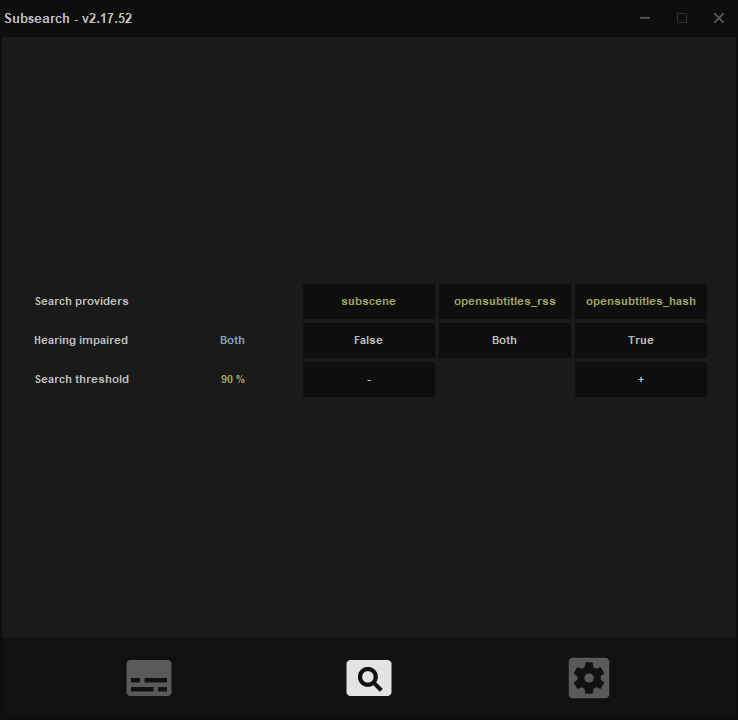 Subsearch - v2.17.52
Search providers subscene opensubtitles_rss opensubtitles_hash
Hearing impaired Both False Both True
Search threshold 90 % - +